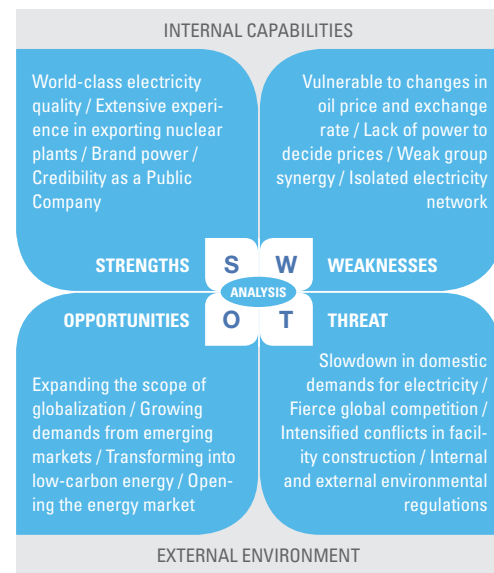 INTERNAL CAPABILITIES
World-class electricity
quality / Extensive experi-
ence in exporting nuclear
plants / Brand power /
Credibility as a Public
Company
Vulnerable to changes in
oil price and exchange
rate / Lack of power to
decide prices / Weak group
synergy / Isolated electricity
network
STRENGTHS
S
W
WEAKNESSES
ANALYSIS
OPPORTUNITIES
O
T
THREAT
Expanding the scope of
globalization / Growing
demands from emerging
markets / Transforming into
low-carbon energy / Open-
ing the energy market
Slowdown in domestic
demands for electricity /
Fierce global competition /
Intensified conflicts in facil-
ity construction / Internal
and external environmental
regulations
EXTERNAL ENVIRONMENT